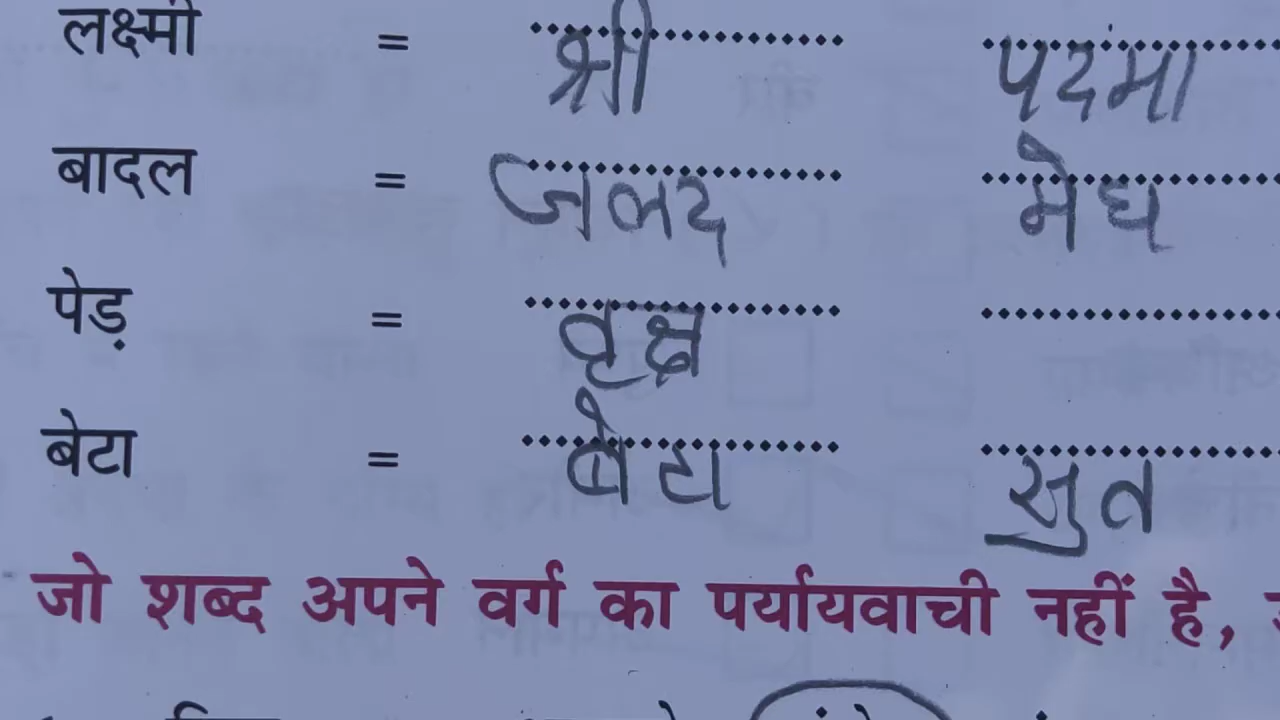 लक्ष्मी = श्री पदमा
बादल = जलद मेघ
पेड़ = वृक्ष
बेटा = बेटा सुत
जो शब्द अपने वर्ग का पर्यायवाची नहीं है,